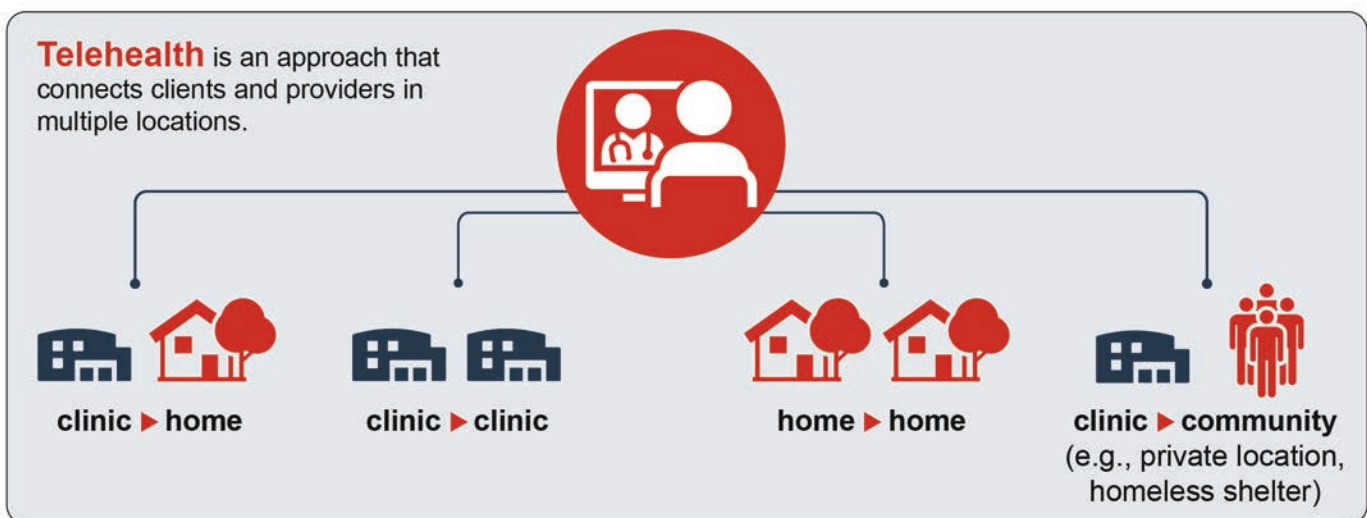 Telehealth is an approach that
connects clients and providers in
multiple locations.
clinic ▶ home
clinic ▶ clinic
home ▶ home
clinic ▶ community
(e.g., private location,
homeless shelter)